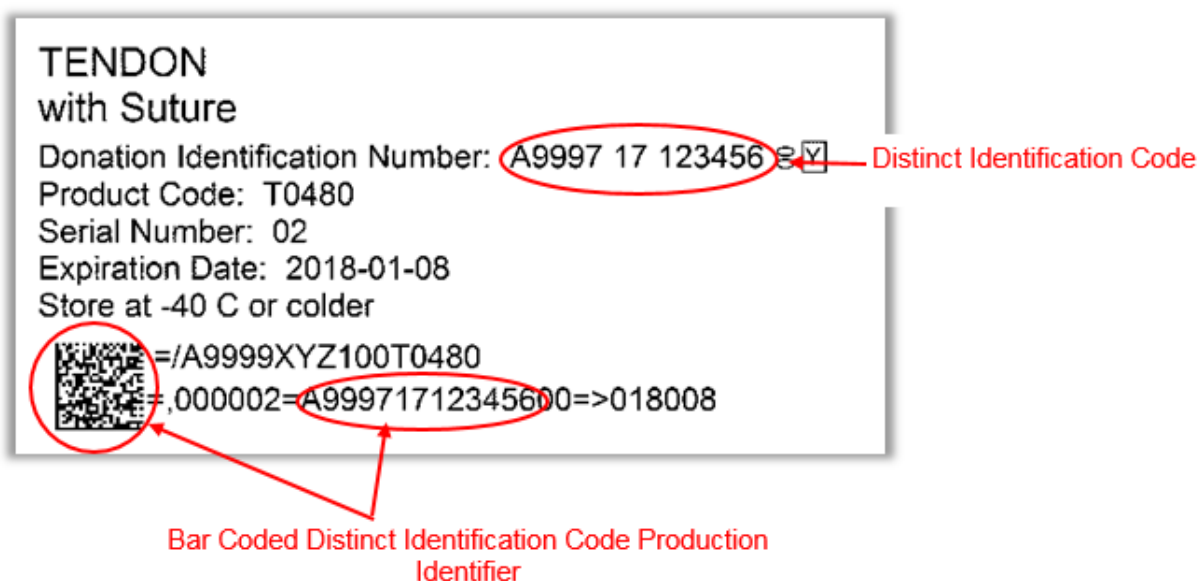 TENDON
with Suture
Donation Identification Number: A9997 17 123456 00 Y
Distinct Identification Code
Product Code: T0480
Serial Number: 02
Expiration Date: 2018-01-08
Store at -40 C or colder
=/A9999XYZ100T0480
=,000002=A99971712345600=>018008
Bar Coded Distinct Identification Code Production
Identifier